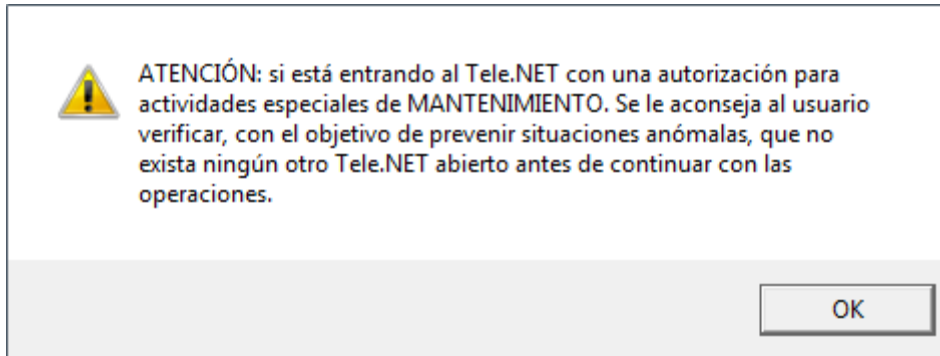 ATENCIÓN: si está entrando al Tele.NET con una autorización para
actividades especiales de MANTENIMIENTO. Se le aconseja al usuario
verificar, con el objetivo de prevenir situaciones anómalas, que no
exista ningún otro Tele.NET abierto antes de continuar con las
operaciones.
OK